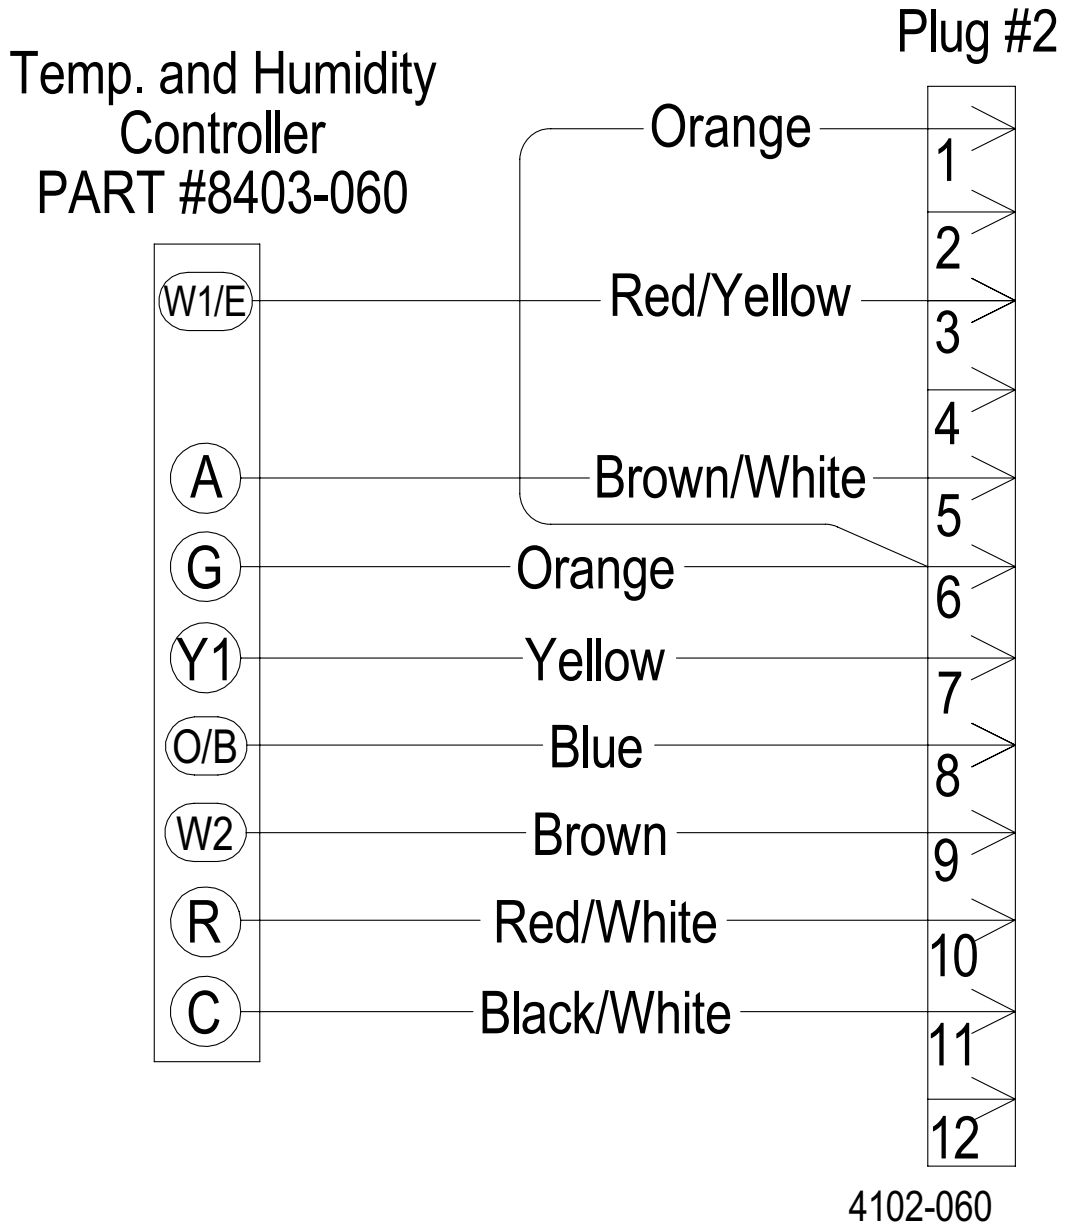 Plug #2
Temp. and Humidity
Controller
PART #8403-060
Orange
1
2
W1/E
Red/Yellow
3
4
A
Brown/White
5
G
Orange
6
Y1
Yellow
7
O/B
Blue
8
W2
Brown
9
R
Red/White
10
C
Black/White
11
12
4102-060